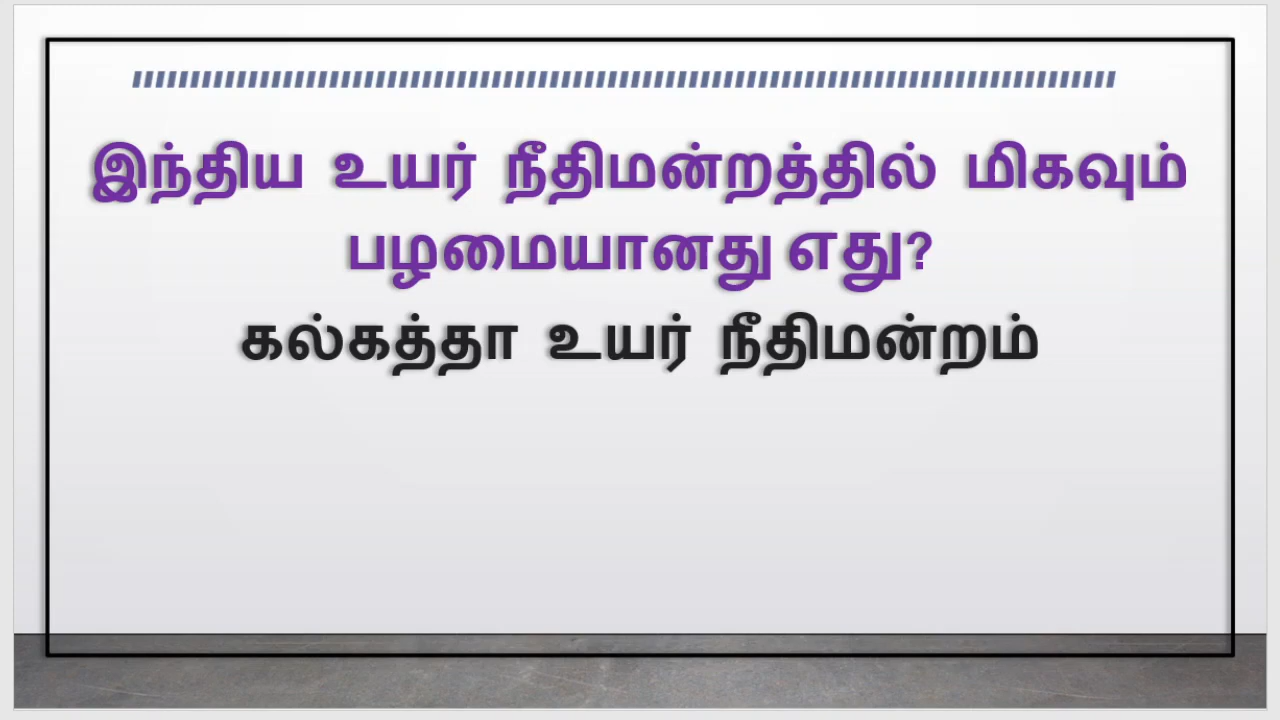 இந்திய உயர் நீதிமன்றத்தில் மிகவும்
பழமையானது எது?
கல்கத்தா உயர் நீதிமன்றம்